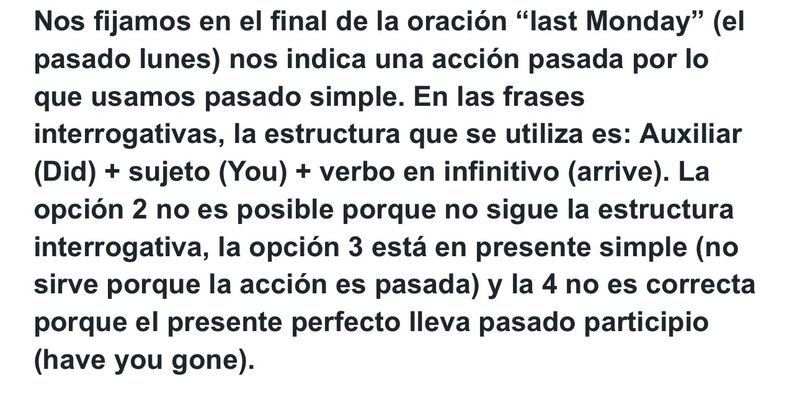 Nos fijamos en el final de la oración “last Monday” (el
pasado lunes) nos indica una acción pasada por lo
que usamos pasado simple. En las frases
interrogativas, la estructura que se utiliza es: Auxiliar
(Did) + sujeto (You) + verbo en infinitivo (arrive). La
opción 2 no es posible porque no sigue la estructura
interrogativa, la opción 3 está en presente simple (no
sirve porque la acción es pasada) y la 4 no es correcta
porque el presente perfecto lleva pasado participio
(have you gone).